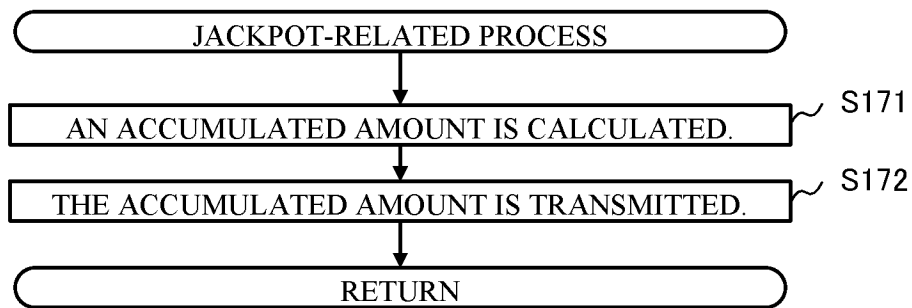 JACKPOT-RELATED PROCESS
AN ACCUMULATED AMOUNT IS CALCULATED.
S171
THE ACCUMULATED AMOUNT IS TRANSMITTED.
S172
RETURN